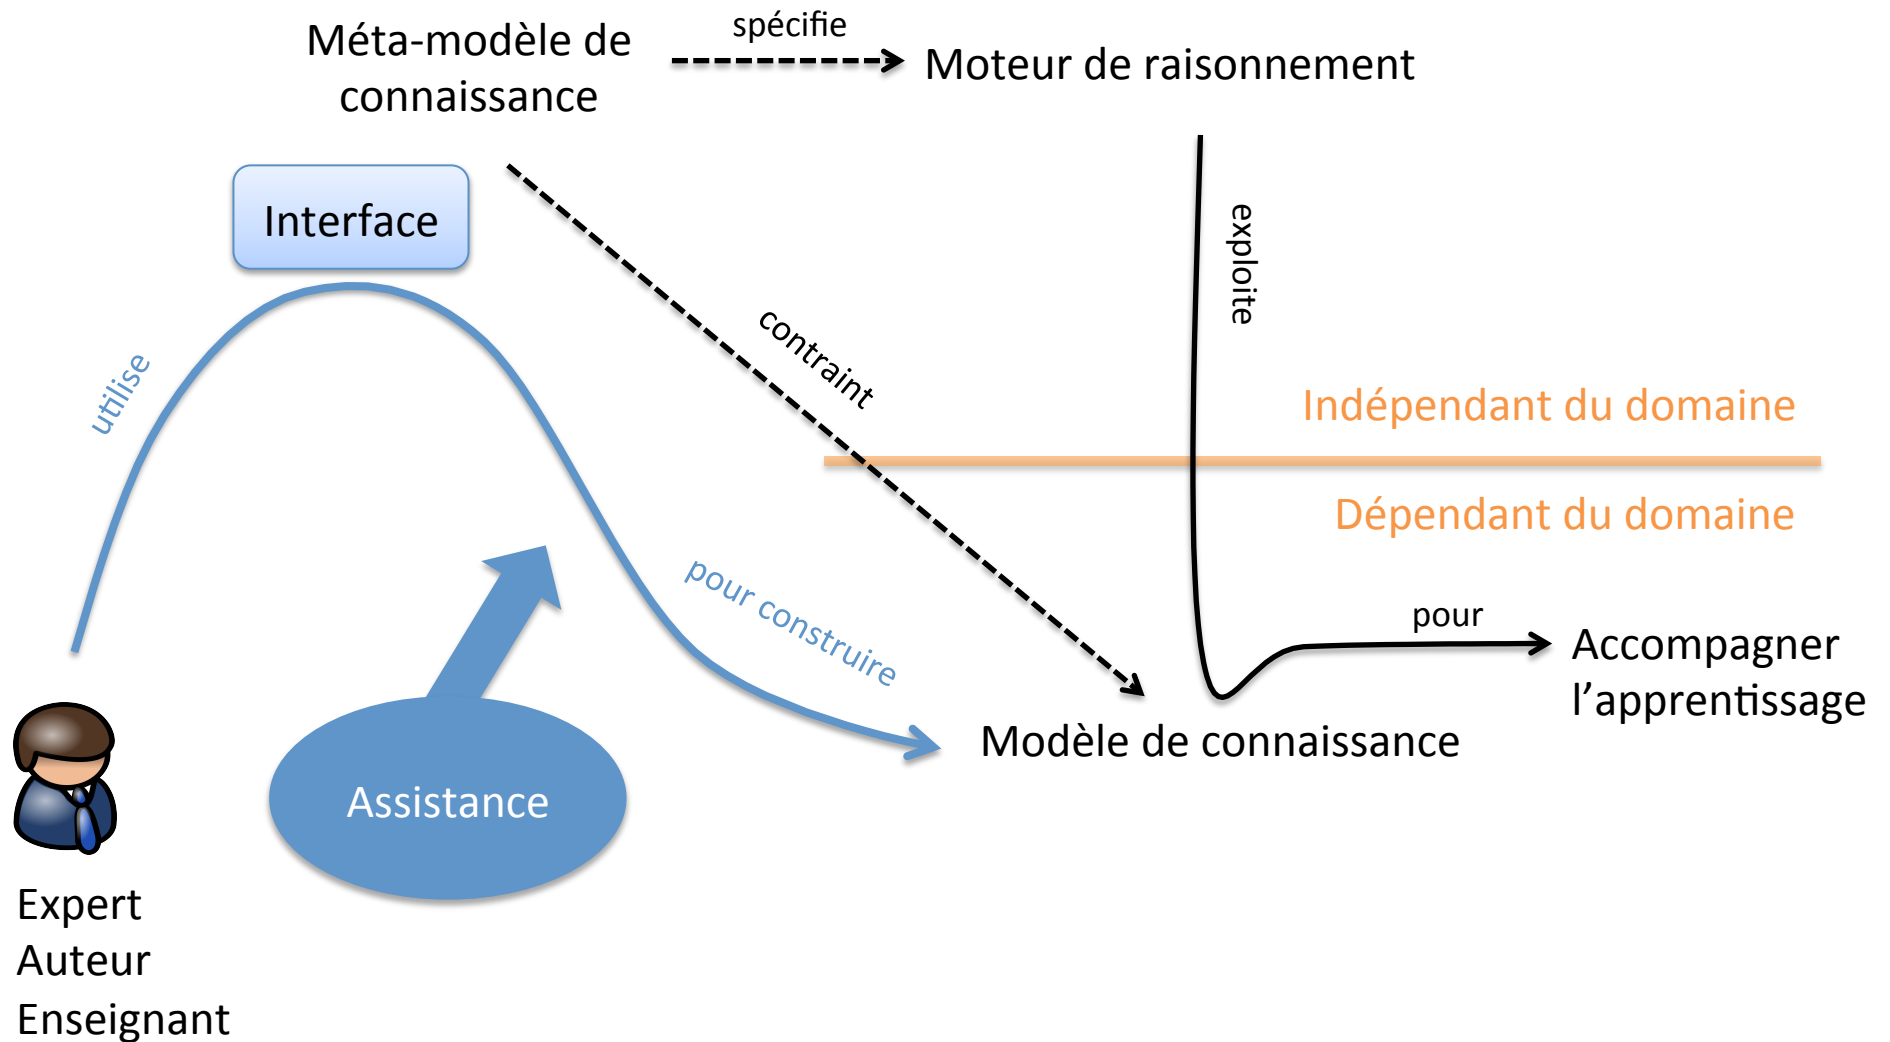 spécifie
Méta-modèle de
connaissance
Moteur de raisonnement
Interface
exploite
contraint
utilise
Indépendant du domaine
Dépendant du domaine
pour construire
pour
Accompagner
l’apprentissage
Modèle de connaissance
Assistance
Expert
Auteur
Enseignant